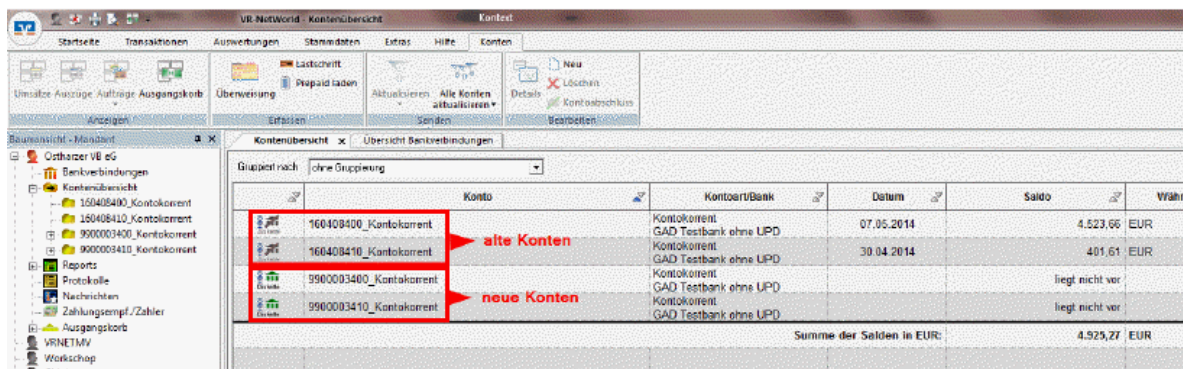 VR-NetWorld - Kontenübersicht
Kontext
Startseite Transaktionen Auswertungen Stammdaten Extras Hilfe Konten
Umsätze Auszüge Aufträge Ausgangskorb
Anzeigen
Überweisung
Lastschrift
Prepaid laden
Erfassen
Aktualisieren
Alle Konten aktualisieren
Senden
Details
Neu
Löschen
Kontoabschluss
Bearbeiten
Baumansicht - Mandant
Ostharzer VB eG
Bankverbindungen
Kontenübersicht
160408400_Kontokorrent
160408410_Kontokorrent
9900003400_Kontokorrent
9900003410_Kontokorrent
Reports
Protokolle
Nachrichten
Zahlungsempf./Zahler
Ausgangskorb
VRNETMV
Workschop
Kontenübersicht x Übersicht Bankverbindungen
Gruppiert nach ohne Gruppierung
Konto Kontoart/Bank Datum Saldo Währ
160408400_Kontokorrent Kontokorrent 07.05.2014 4.523,66 EUR
GAD Testbank ohne UPD
alte Konten
160408410_Kontokorrent Kontokorrent 30.04.2014 401,61 EUR
GAD Testbank ohne UPD
9900003400_Kontokorrent Kontokorrent liegt nicht vor
GAD Testbank ohne UPD
neue Konten
9900003410_Kontokorrent Kontokorrent liegt nicht vor
GAD Testbank ohne UPD
Summe der Salden in EUR: 4.925,27 EUR